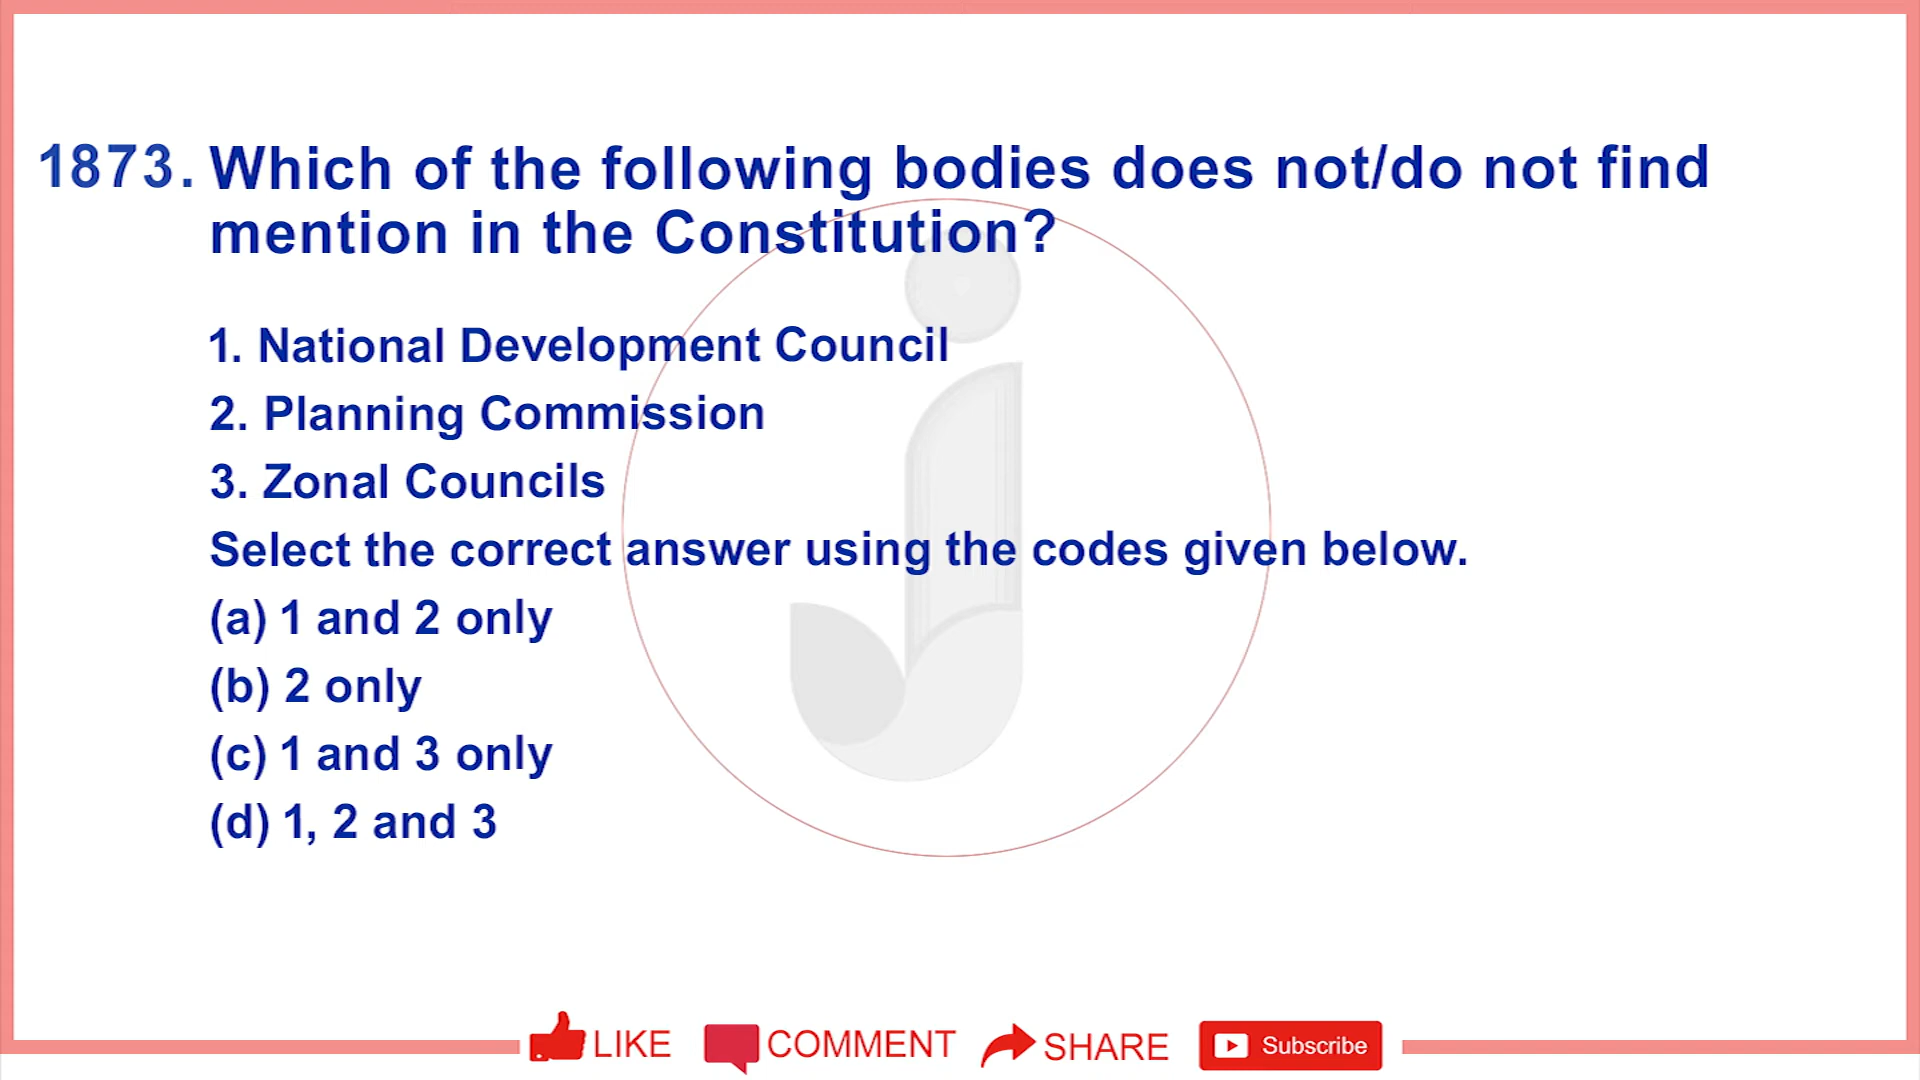 1873. Which of the following bodies does not/do not find
mention in the Constitution?
1. National Development Council
2. Planning Commission
3. Zonal Councils
Select the correct answer using the codes given below.
(a) 1 and 2 only
(b) 2 only
(c) 1 and 3 only
(d) 1, 2 and 3
LIKE COMMENT SHARE Subscribe